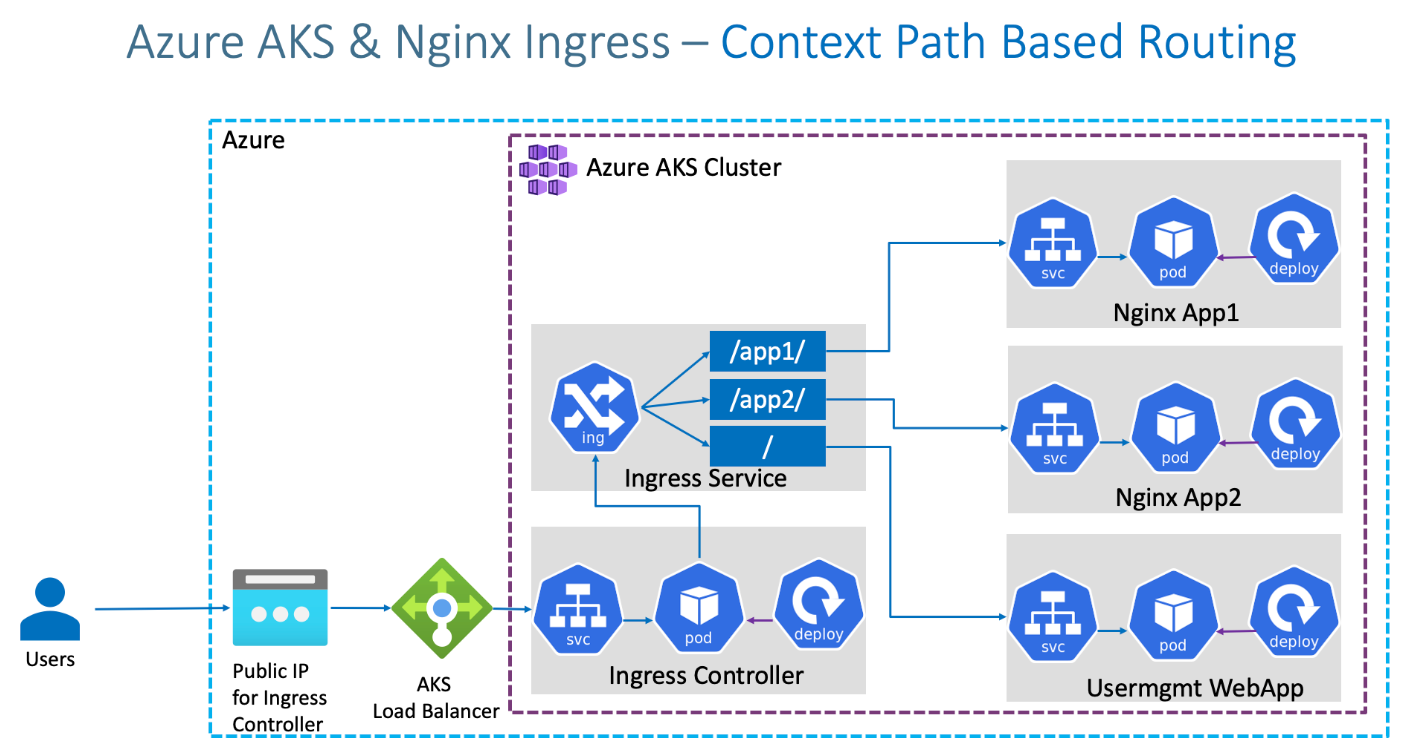 Azure AKS & Nginx Ingress – Context Path Based Routing
Azure
Azure AKS Cluster
svc
pod
deploy
Nginx App1
/app1/
/app2/
/
ing
Ingress Service
svc
pod
deploy
Nginx App2
svc
pod
deploy
Ingress Controller
svc
pod
deploy
Usermgmt WebApp
Users
Public IP
for Ingress
Controller
AKS
Load Balancer